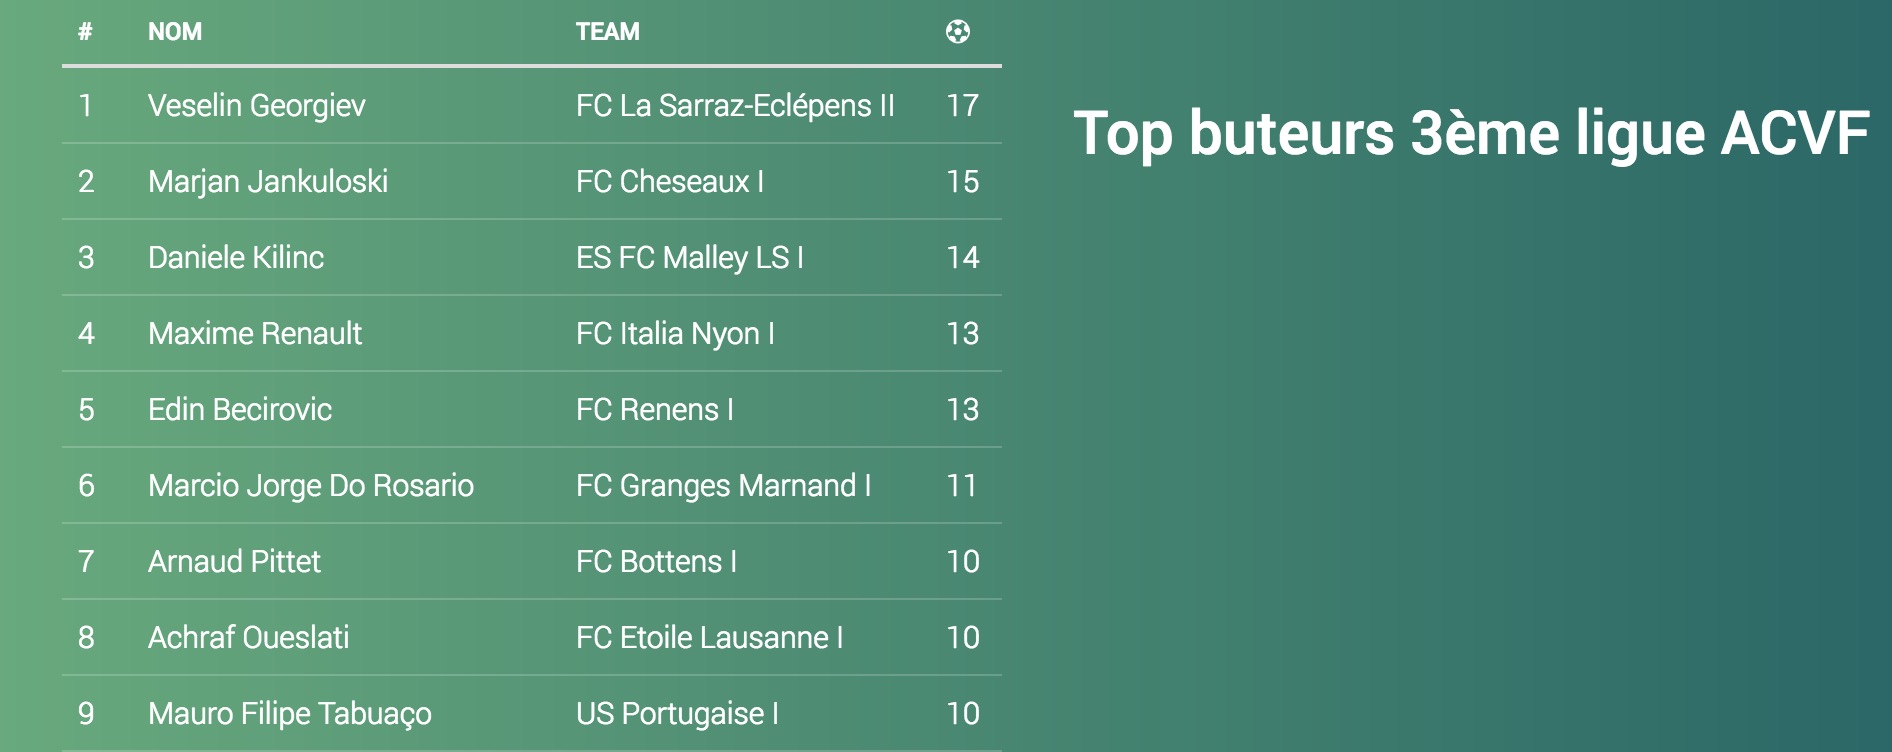 # NOM TEAM
1 Veselin Georgiev FC La Sarraz-Eclépens II 17
Top buteurs 3ème ligue ACVF
2 Marjan Jankuloski FC Cheseaux I 15
3 Daniele Kilinc ES FC Malley LS I 14
4 Maxime Renault FC Italia Nyon I 13
5 Edin Becirovic FC Renens I 13
6 Marcio Jorge Do Rosario FC Granges Marnand I 11
7 Arnaud Pittet FC Bottens I 10
8 Achraf Oueslati FC Etoile Lausanne I 10
9 Mauro Filipe Tabuaço US Portugaise I 10